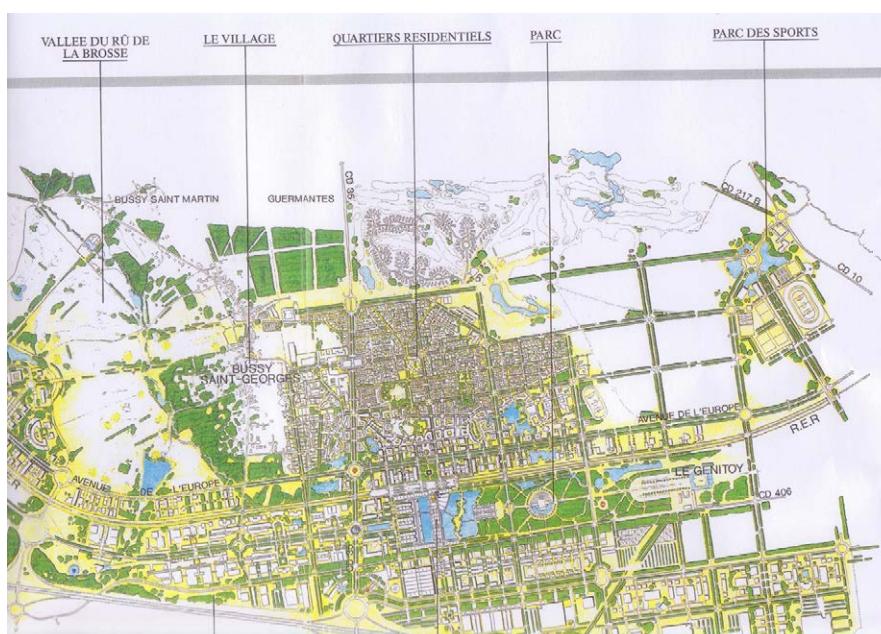 VALLEE DU RÛ DE
LA BROSSE
LE VILLAGE
QUARTIERS RESIDENTIELS
PARC
PARC DES SPORTS
BUSSY SAINT MARTIN
GUERMANTES
CD 35
CD 217 B
CD 10
BUSSY
SAINT-GEORGES
AVENUE DE L'EUROPE
R.E.R
AVENUE DE L'EUROPE
LE GENITOY
CD 406